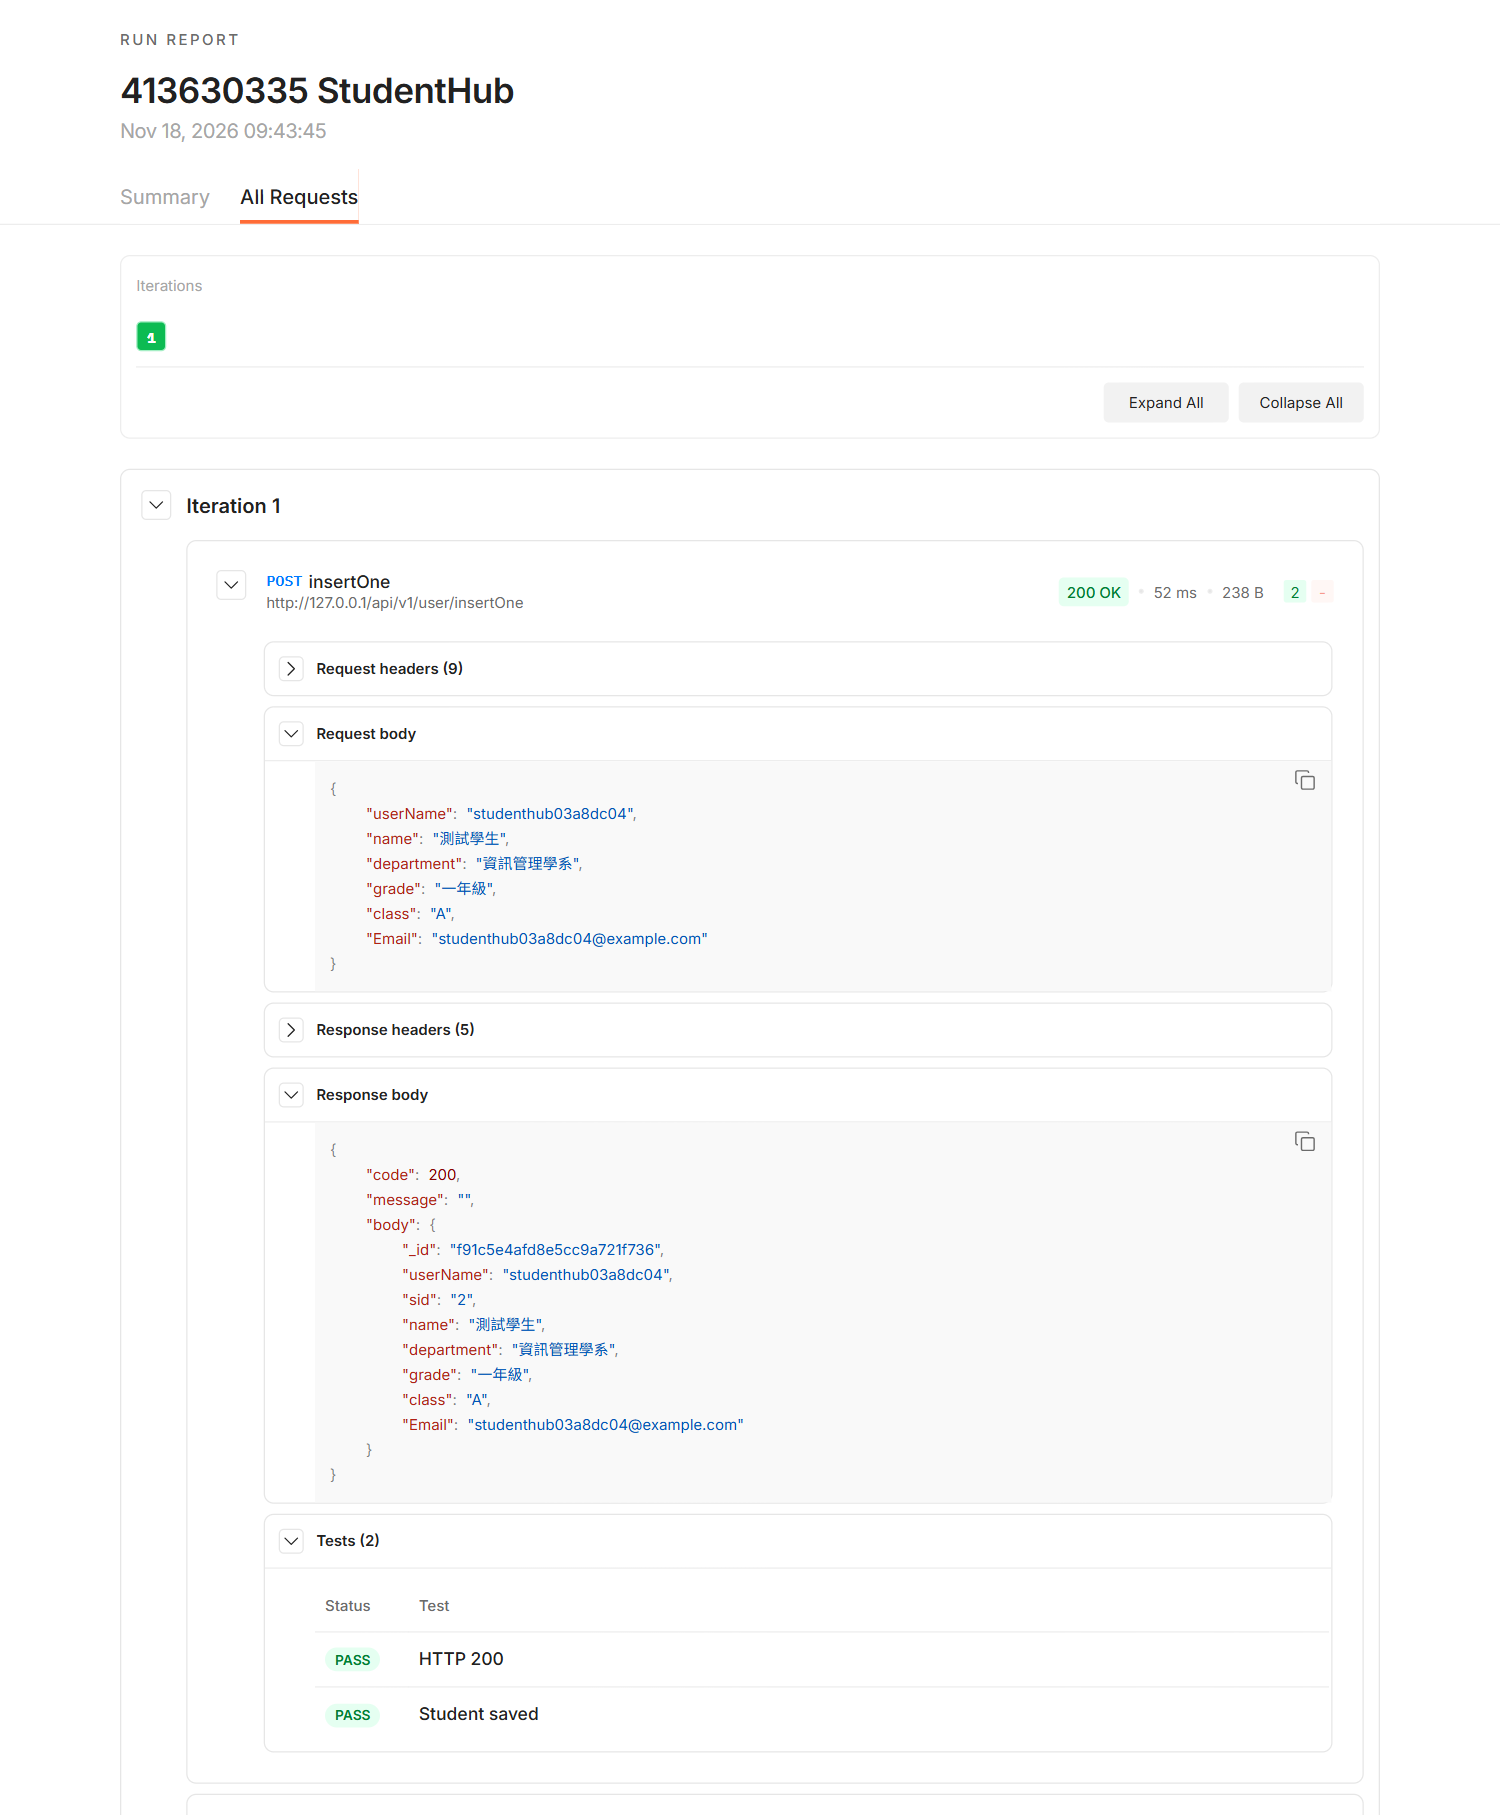 RUN REPORT
413630335 StudentHub
Nov 18, 2026 09:43:45
Summary All Requests
Iterations
1
Expand All Collapse All
Iteration 1
POST insertOne
http://127.0.0.1/api/v1/user/insertOne
200 OK • 52 ms • 238 B 2 -
Request headers (9)
Request body
{
"userName": "studenthub03a8dc04",
"name": "測試學生",
"department": "資訊管理學系",
"grade": "一年級",
"class": "A",
"Email": "studenthub03a8dc04@example.com"
}
Response headers (5)
Response body
{
"code": 200,
"message": "",
"body": {
"_id": "f91c5e4afd8e5cc9a721f736",
"userName": "studenthub03a8dc04",
"sid": "2",
"name": "測試學生",
"department": "資訊管理學系",
"grade": "一年級",
"class": "A",
"Email": "studenthub03a8dc04@example.com"
}
}
Tests (2)
Status Test
PASS HTTP 200
PASS Student saved